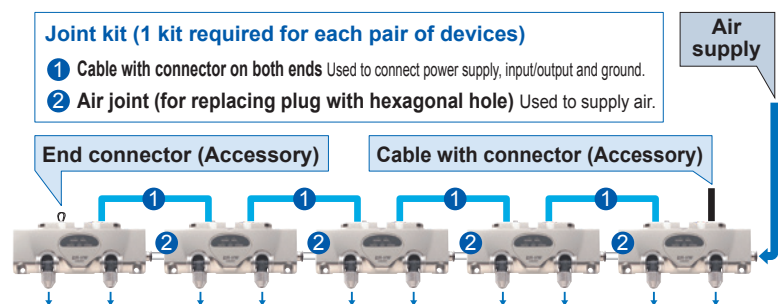 Joint kit (1 kit required for each pair of devices)
1 Cable with connector on both ends Used to connect power supply, input/output and ground.
2 Air joint (for replacing plug with hexagonal hole) Used to supply air.
Air
supply
End connector (Accessory)
Cable with connector (Accessory)
1 1 1 1
2 2 2 2